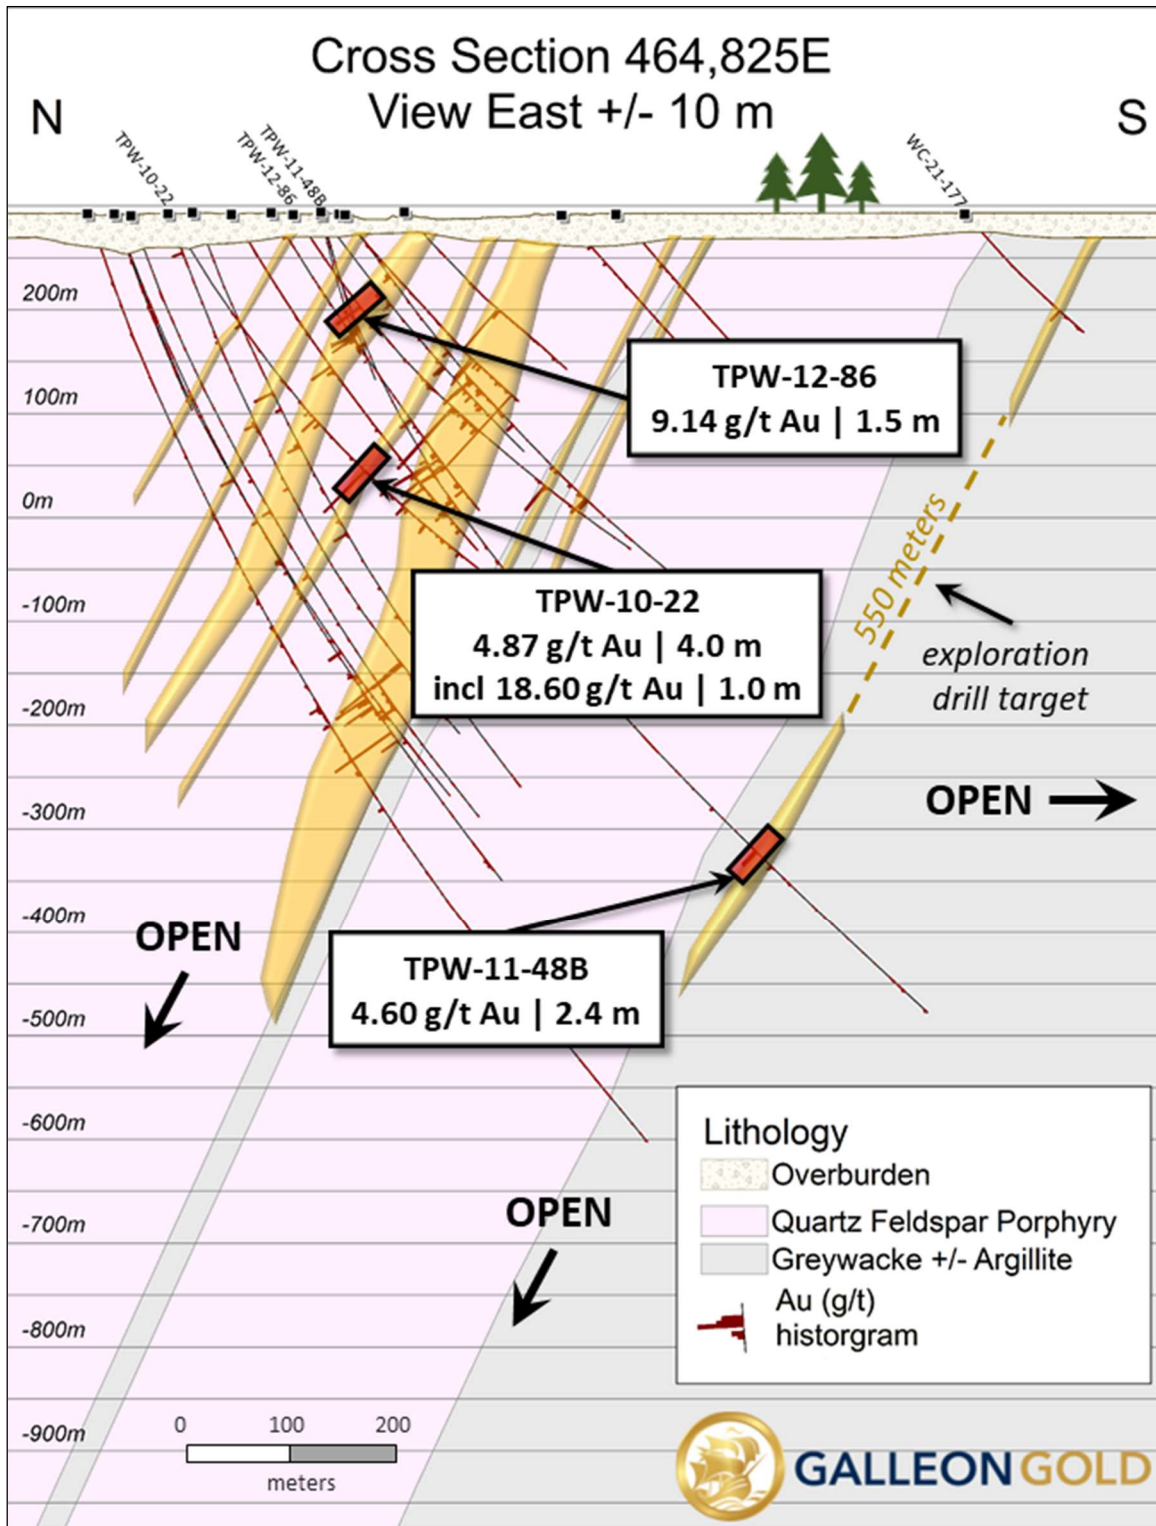 Cross Section 464,825E
View East +/- 10 m
N
S
TPW-10-22
TPW-12-86
TPW-11-48B
WC-21-177
200m
100m
0m
-100m
-200m
-300m
-400m
-500m
-600m
-700m
-800m
-900m
TPW-12-86
9.14 g/t Au | 1.5 m
TPW-10-22
4.87 g/t Au | 4.0 m
incl 18.60 g/t Au | 1.0 m
550 meters
exploration
drill target
OPEN
OPEN
TPW-11-48B
4.60 g/t Au | 2.4 m
OPEN
Lithology
Overburden
Quartz Feldspar Porphyry
Greywacke +/- Argillite
Au (g/t)
historgram
0 100 200
meters
GALLEON GOLD